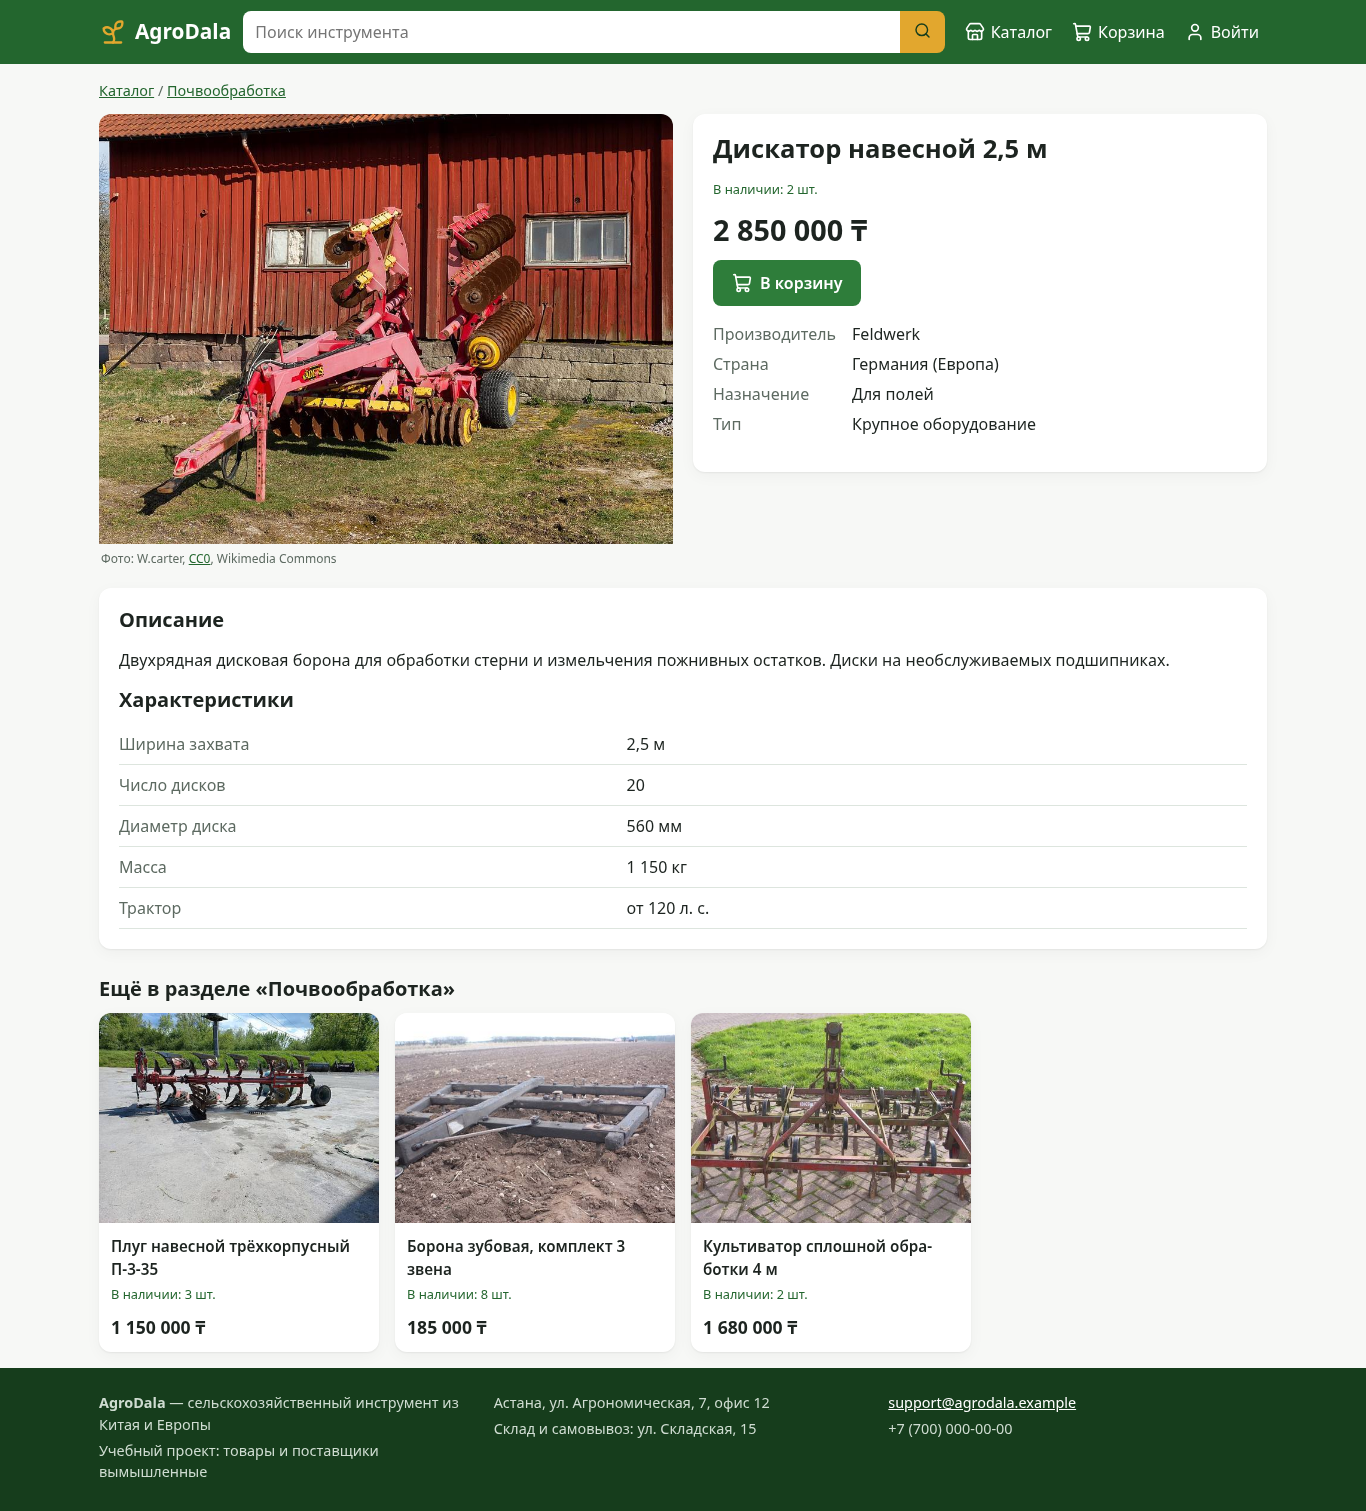 AgroDala
Поиск инструмента
Каталог
Корзина
Войти
Каталог / Почвообработка
Дискатор навесной 2,5 м
В наличии: 2 шт.
2 850 000 ₸
В корзину
Производитель Feldwerk
Страна Германия (Европа)
Назначение Для полей
Тип Крупное оборудование
Фото: W.carter, CC0, Wikimedia Commons
Описание
Двухрядная дисковая борона для обработки стерни и измельчения пожнивных остатков. Диски на необслуживаемых подшипниках.
Характеристики
Ширина захвата 2,5 м
Число дисков 20
Диаметр диска 560 мм
Масса 1 150 кг
Трактор от 120 л. с.
Ещё в разделе «Почвообработка»
Плуг навесной трёхкорпусный
П-3-35
В наличии: 3 шт.
1 150 000 ₸
Борона зубовая, комплект 3
звена
В наличии: 8 шт.
185 000 ₸
Культиватор сплошной обра-
ботки 4 м
В наличии: 2 шт.
1 680 000 ₸
AgroDala — сельскохозяйственный инструмент из
Китая и Европы
Учебный проект: товары и поставщики
вымышленные
Астана, ул. Агрономическая, 7, офис 12
Склад и самовывоз: ул. Складская, 15
support@agrodala.example
+7 (700) 000-00-00